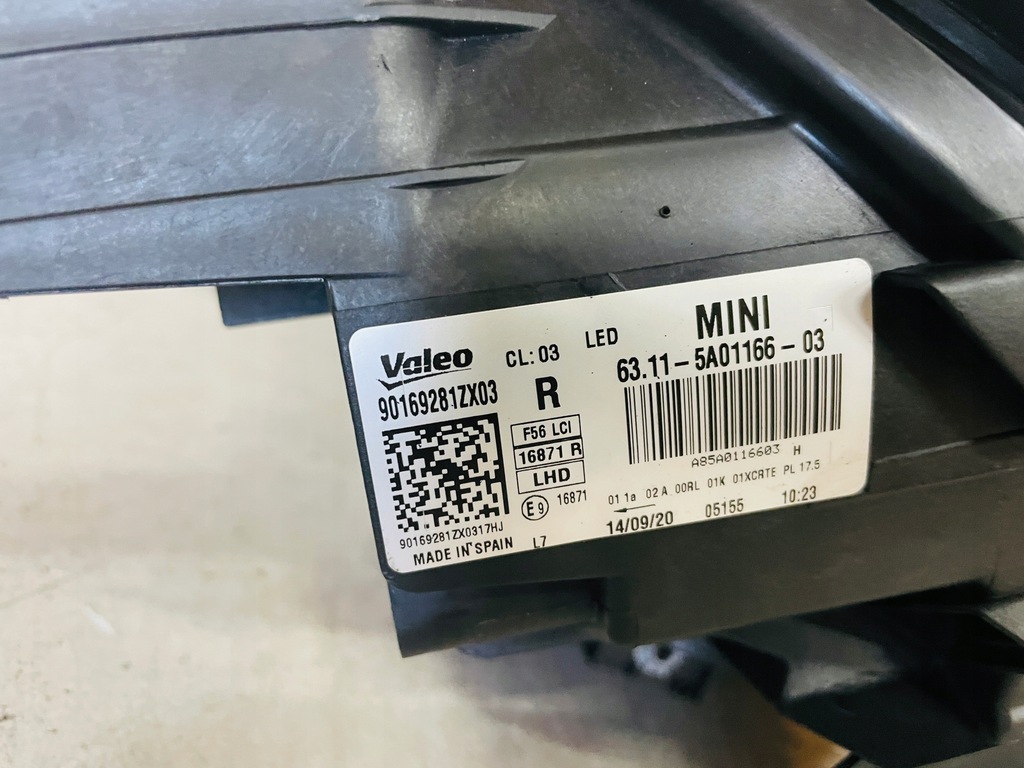 Valeo
CL: 03
LED
MINI
90169281ZX03
R
63.11-5A01166-03
F56 LCI
16871 R
LHD
E9
16871
A85A0116603 H
01 1a 02A 00RL 01K 01XCRTE PL 17.5
90169281ZX0317HJ
14/09/20 05155 10:23
MADE IN SPAIN L7